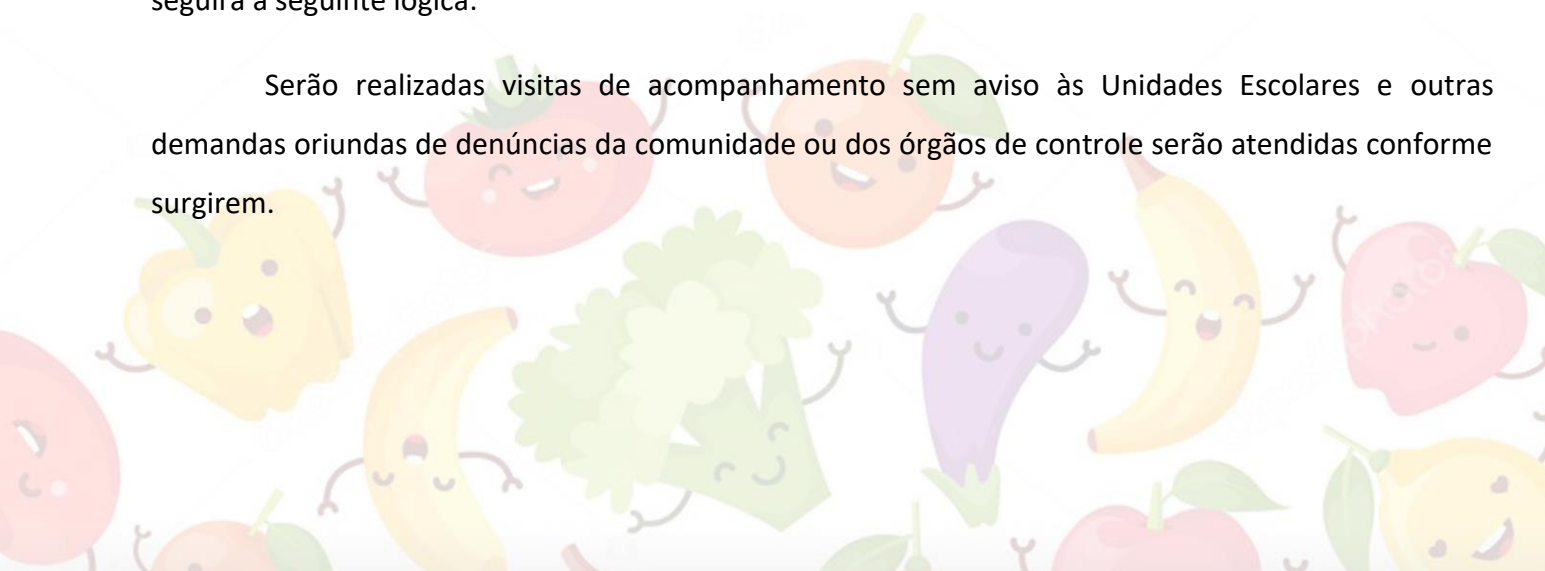 seguirá a seguinte lógica:
Serão realizadas visitas de acompanhamento sem aviso às Unidades Escolares e outras
demandas oriundas de denúncias da comunidade ou dos órgãos de controle serão atendidas conforme
surgirem.